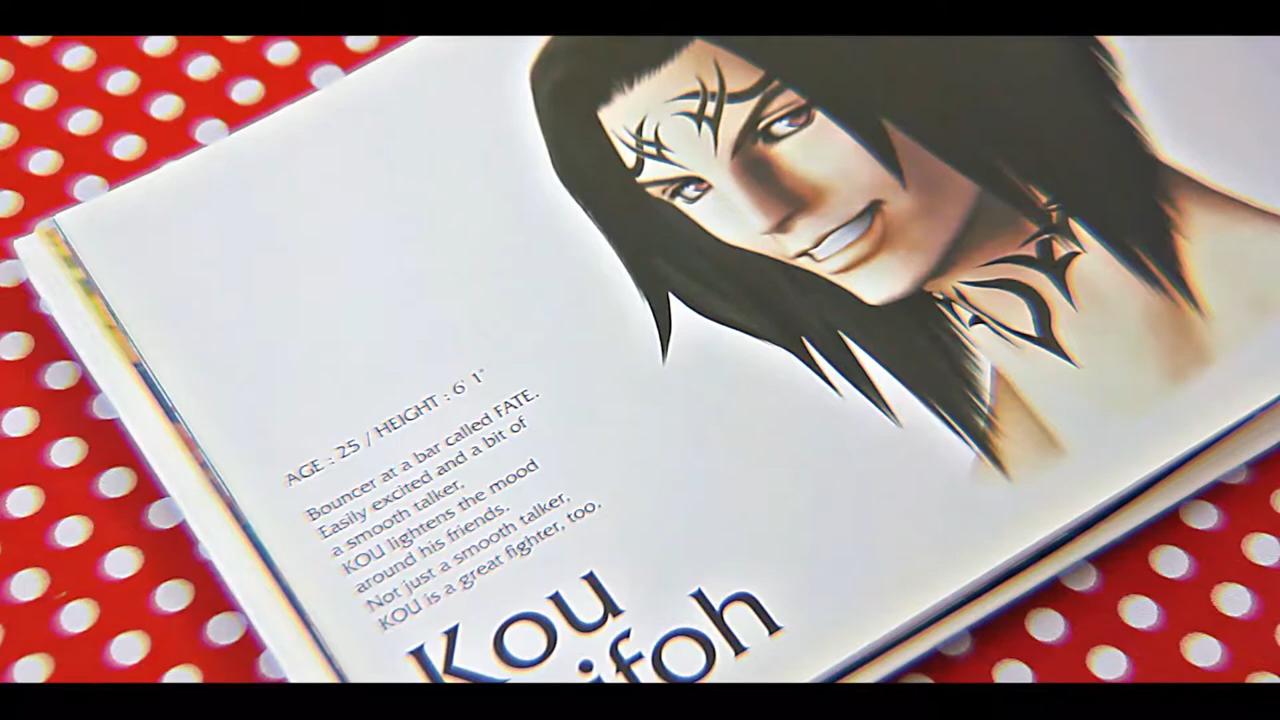 AGE : 25 / HEIGHT : 6' 1"
Bouncer at a bar called FATE.
Easily excited and a bit of
a smooth talker,
KOU lightens the mood
around his friends.
Not just a smooth talker,
KOU is a great fighter, too.
Kou
ifoh